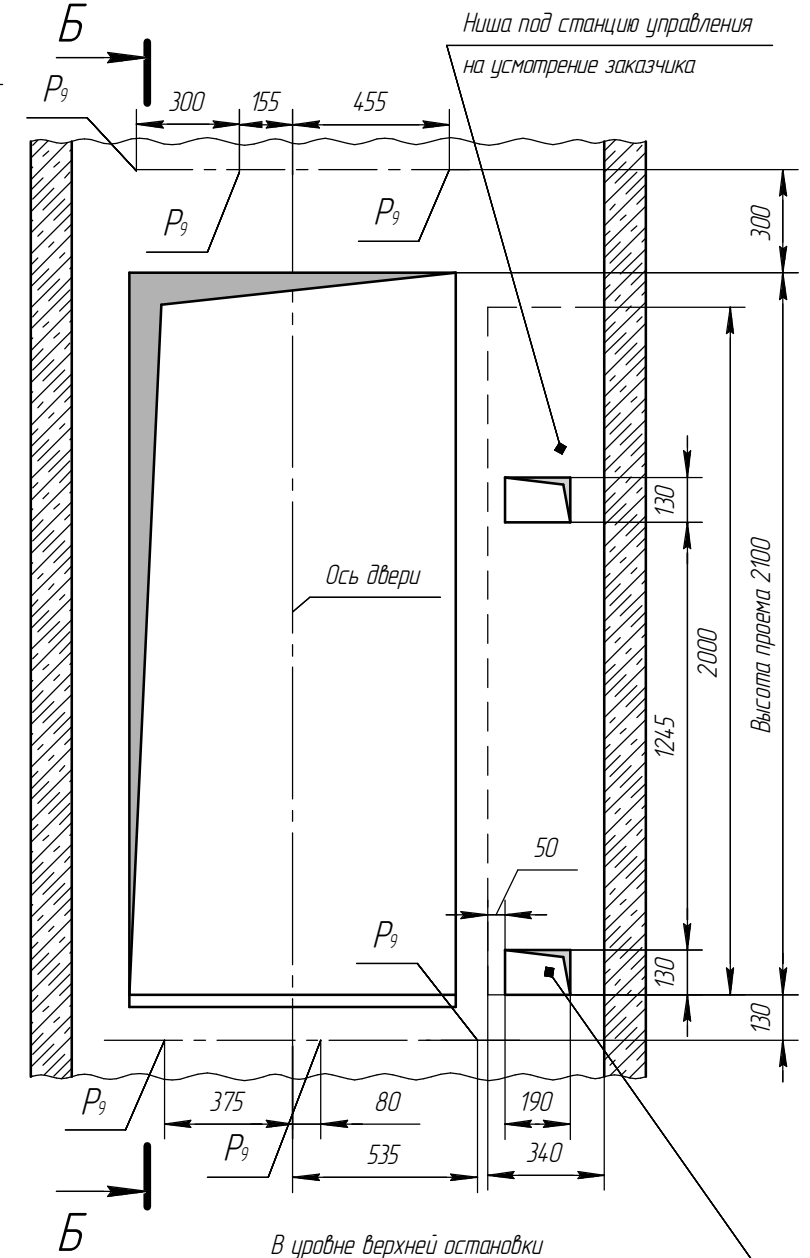 Б
Ниша под станцию управления
на усмотрение заказчика
P₉
300
155
455
P₉
P₉
300
130
Ось двери
2000
Высота проема 2100
1245
50
P₉
130
130
P₉
375
80
190
P₉
535
340
Б
В уровне верхней остановки